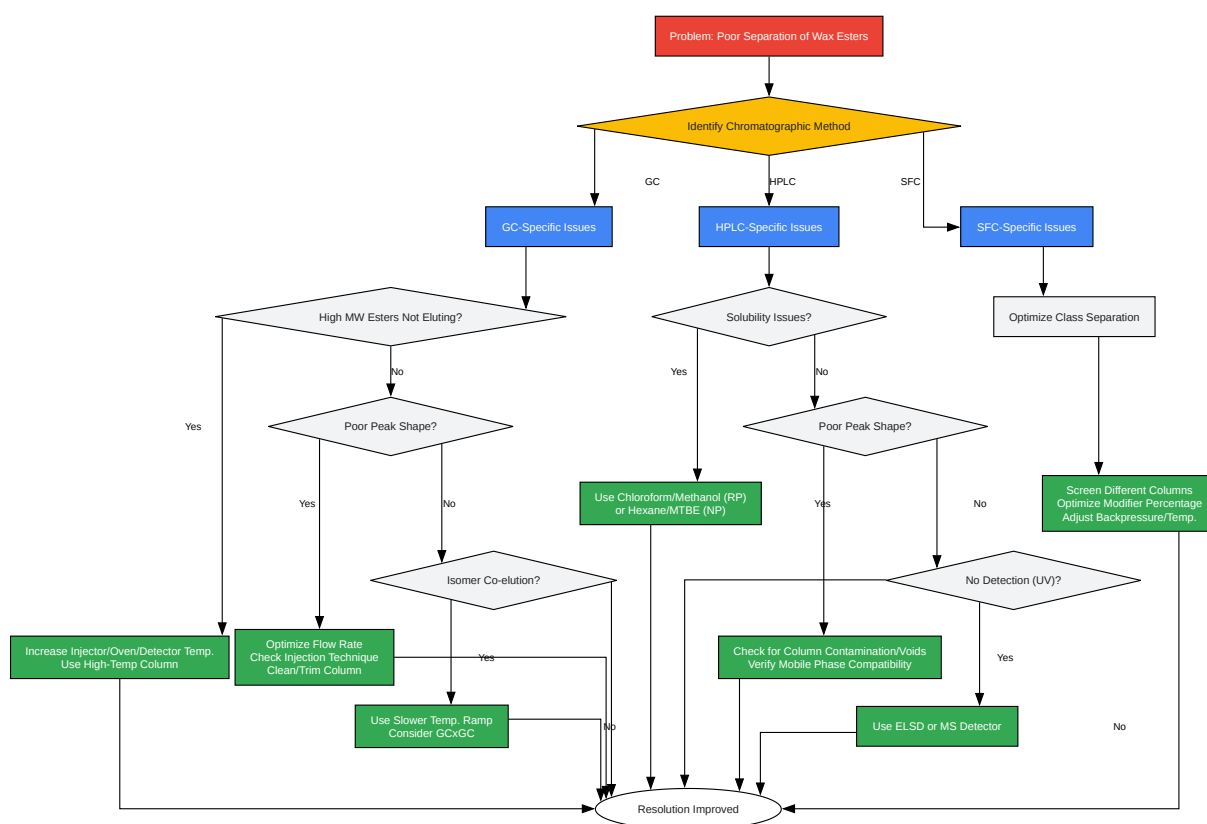 Problem: Poor Separation of Wax Esters
Identify Chromatographic Method
GC
HPLC
SFC
GC-Specific Issues
HPLC-Specific Issues
SFC-Specific Issues
High MW Esters Not Eluting?
Solubility Issues?
Optimize Class Separation
No
Yes
No
Yes
Poor Peak Shape?
Poor Peak Shape?
Yes
No
Use Chloroform/Methanol (RP)
or Hexane/MTBE (NP)
Yes
No
Screen Different Columns
Optimize Modifier Percentage
Adjust Backpressure/Temp.
Isomer Co-elution?
No Detection (UV)?
Increase Injector/Oven/Detector Temp.
Use High-Temp Column
Optimize Flow Rate
Check Injection Technique
Clean/Trim Column
Yes
Check for Column Contamination/Voids
Verify Mobile Phase Compatibility
Yes
Use Slower Temp. Ramp
Consider GCxGC
No
Use ELSD or MS Detector
No
Resolution Improved